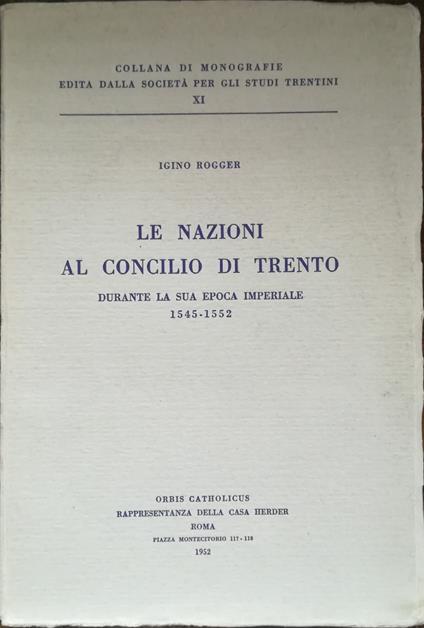 COLLANA DI MONOGRAFIE
EDITA DALLA SOCIETÀ PER GLI STUDI TRENTINI
XI
IGINO ROGGER
LE NAZIONI
AL CONCILIO DI TRENTO
DURANTE LA SUA EPOCA IMPERIALE
1545-1552
ORBIS CATHOLICUS
RAPPRESENTANZA DELLA CASA HERDER
ROMA
PIAZZA MONTECITORIO 117-118
1952